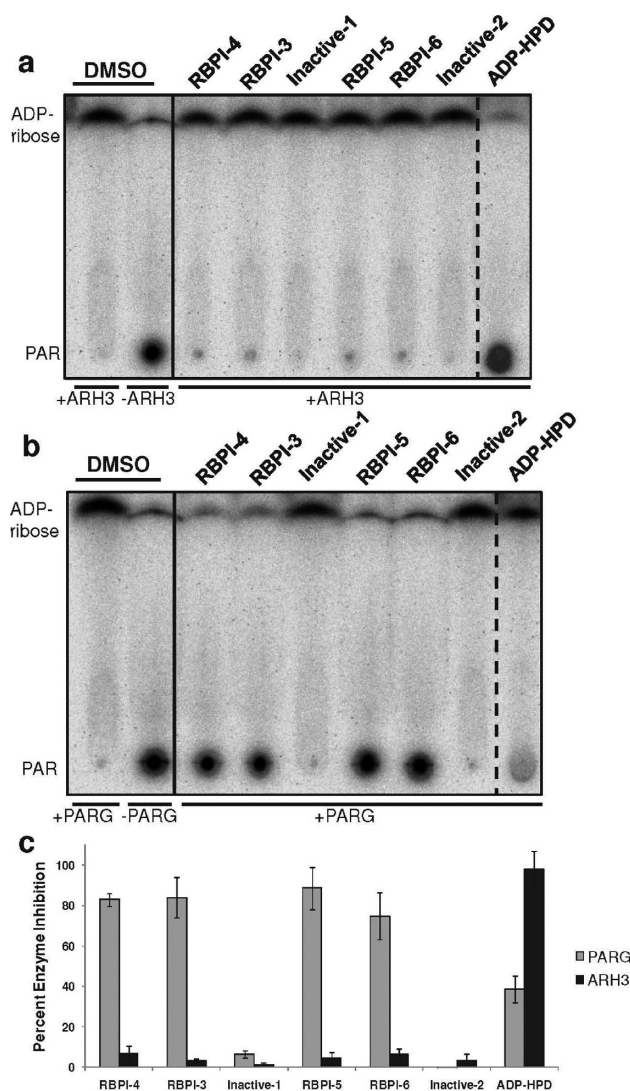 a
DMSO
RBPI-4
RBPI-3
Inactive-1
RBPI-5
RBPI-6
Inactive-2
ADP-HPD
ADP-
ribose
PAR
+ARH3 -ARH3
+ARH3
b
DMSO
RBPI-4
RBPI-3
Inactive-1
RBPI-5
RBPI-6
Inactive-2
ADP-HPD
ADP-
ribose
PAR
+PARG -PARG
+PARG
c
Percent Enzyme Inhibition
100
80
60
40
20
0
PARG
ARH3
RBPI-4 RBPI-3 Inactive-1 RBPI-5 RBPI-6 Inactive-2 ADP-HPD